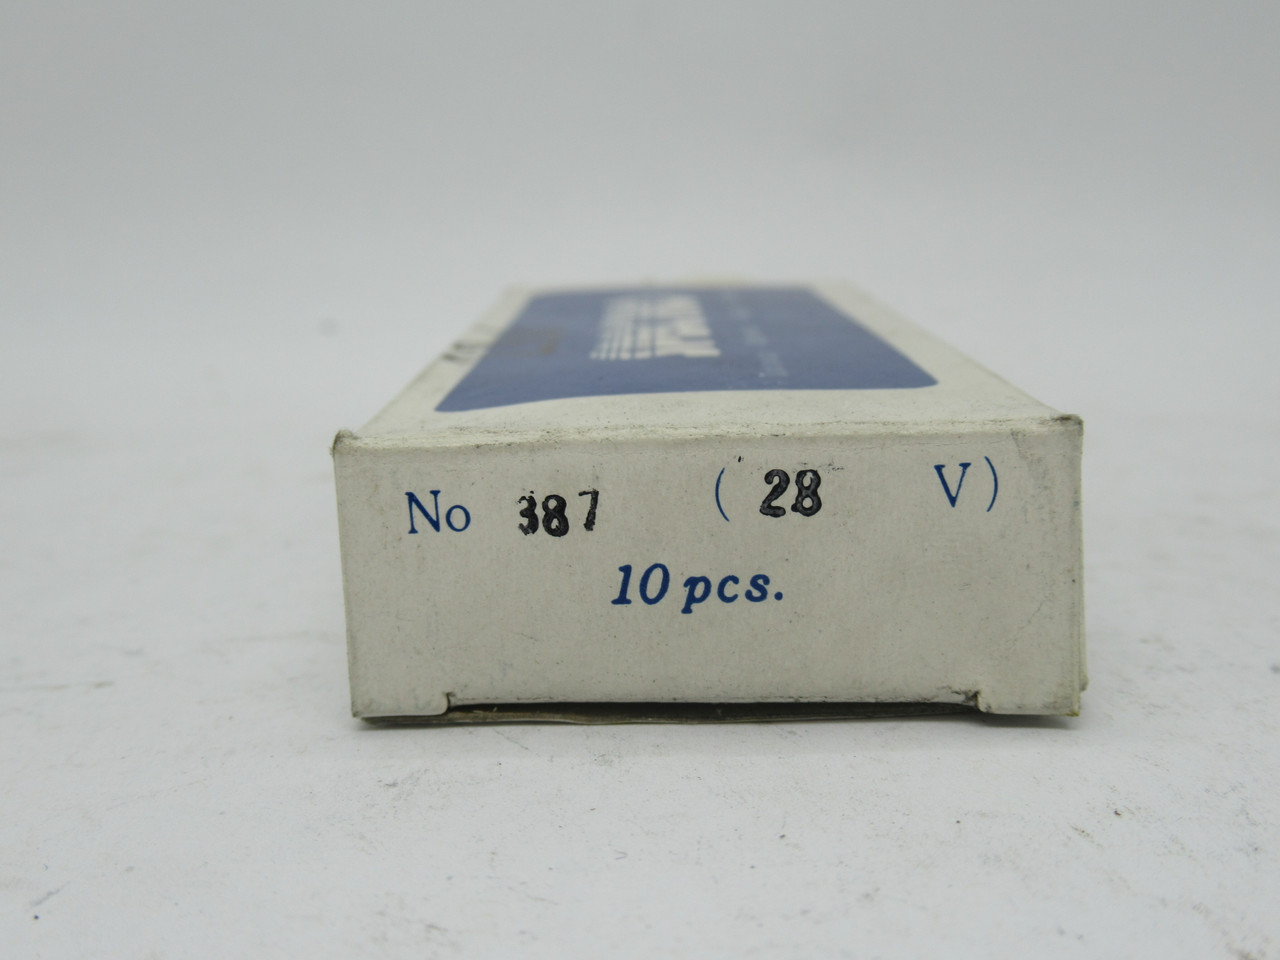 No 387 ( 28 V)
10 pcs.